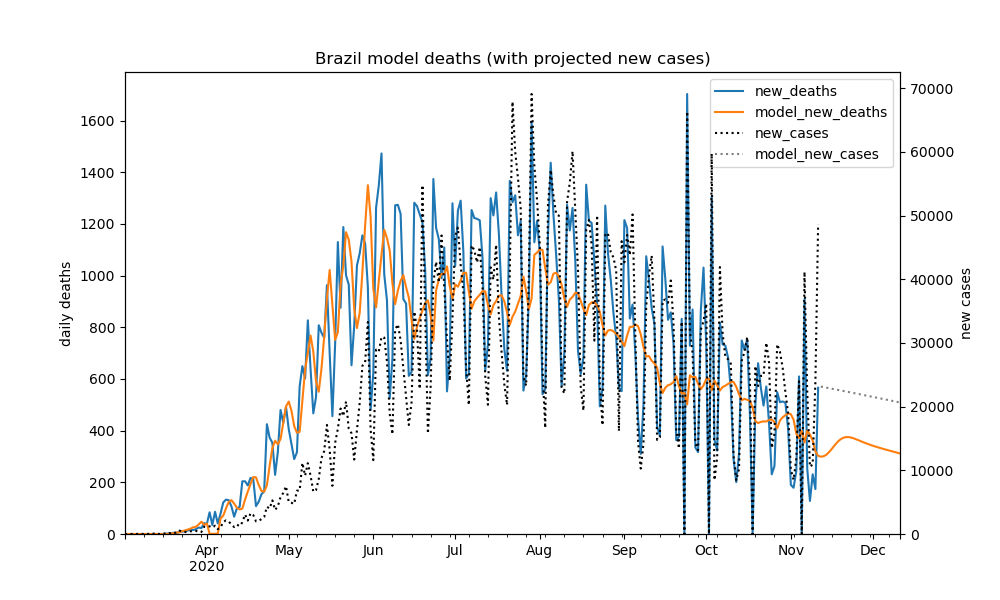 Brazil model deaths (with projected new cases)
new_deaths
model_new_deaths
new_cases
model_new_cases
daily deaths
1600
1400
1200
1000
800
600
400
200
0
new cases
70000
60000
50000
40000
30000
20000
10000
0
Apr
2020
May
Jun
Jul
Aug
Sep
Oct
Nov
Dec